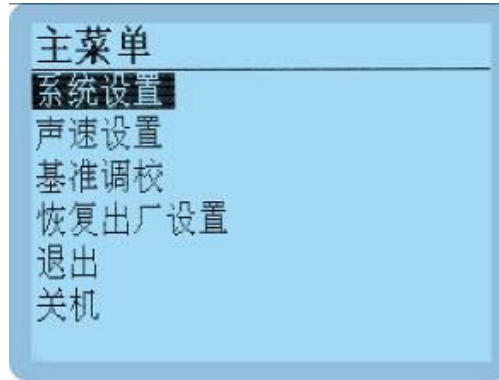 主菜单
系统设置
声速设置
基准调校
恢复出厂设置
退出
关机